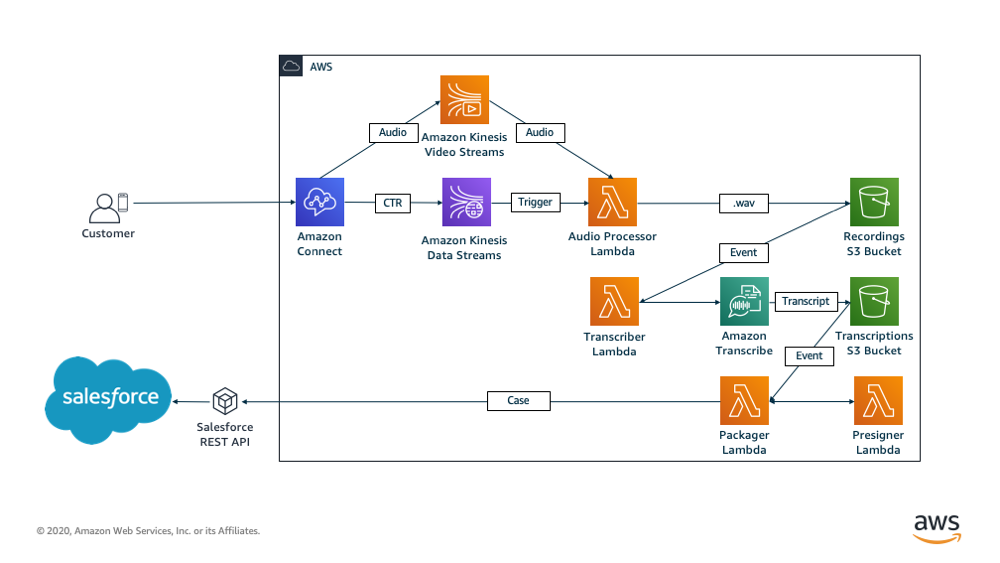 AWS
Audio
Amazon Kinesis
Video Streams
Audio
Customer
Amazon
Connect
CTR
Amazon Kinesis
Data Streams
Trigger
Audio Processor
Lambda
.wav
Recordings
S3 Bucket
Event
Transcriber
Lambda
Amazon
Transcribe
Transcript
Transcriptions
S3 Bucket
Event
salesforce
Salesforce
REST API
Case
Packager
Lambda
Presigner
Lambda
© 2020, Amazon Web Services, Inc. or its Affiliates.
aws